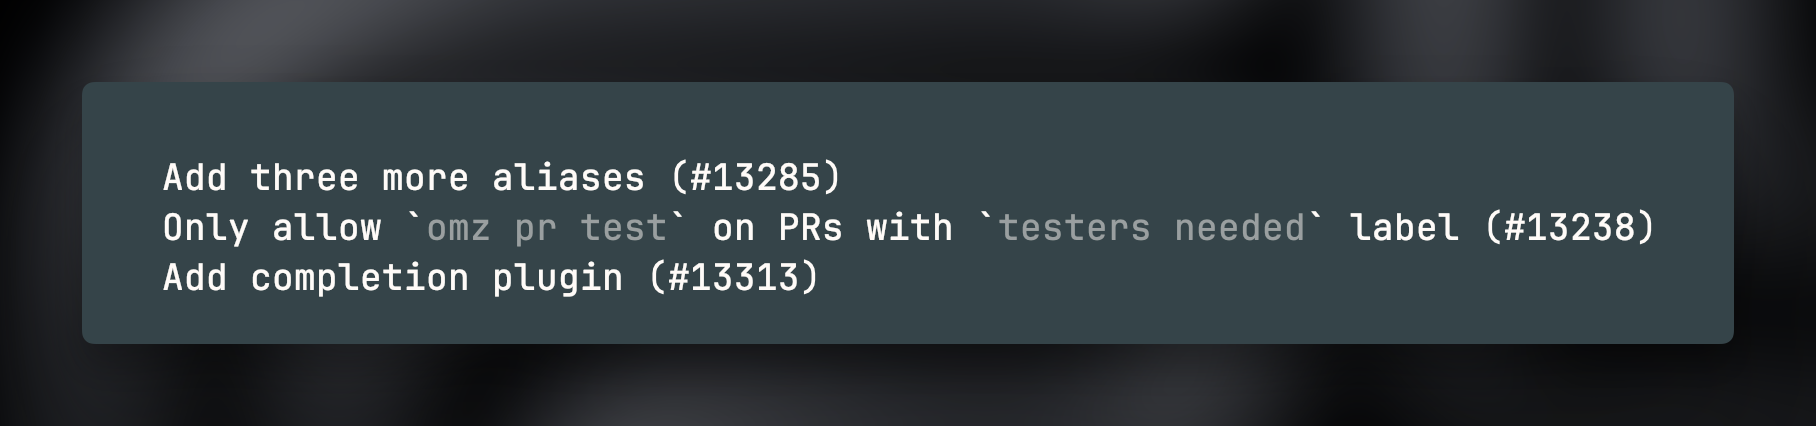 Add three more aliases (#13285)
Only allow `omz pr test` on PRs with `testers needed` label (#13238)
Add completion plugin (#13313)